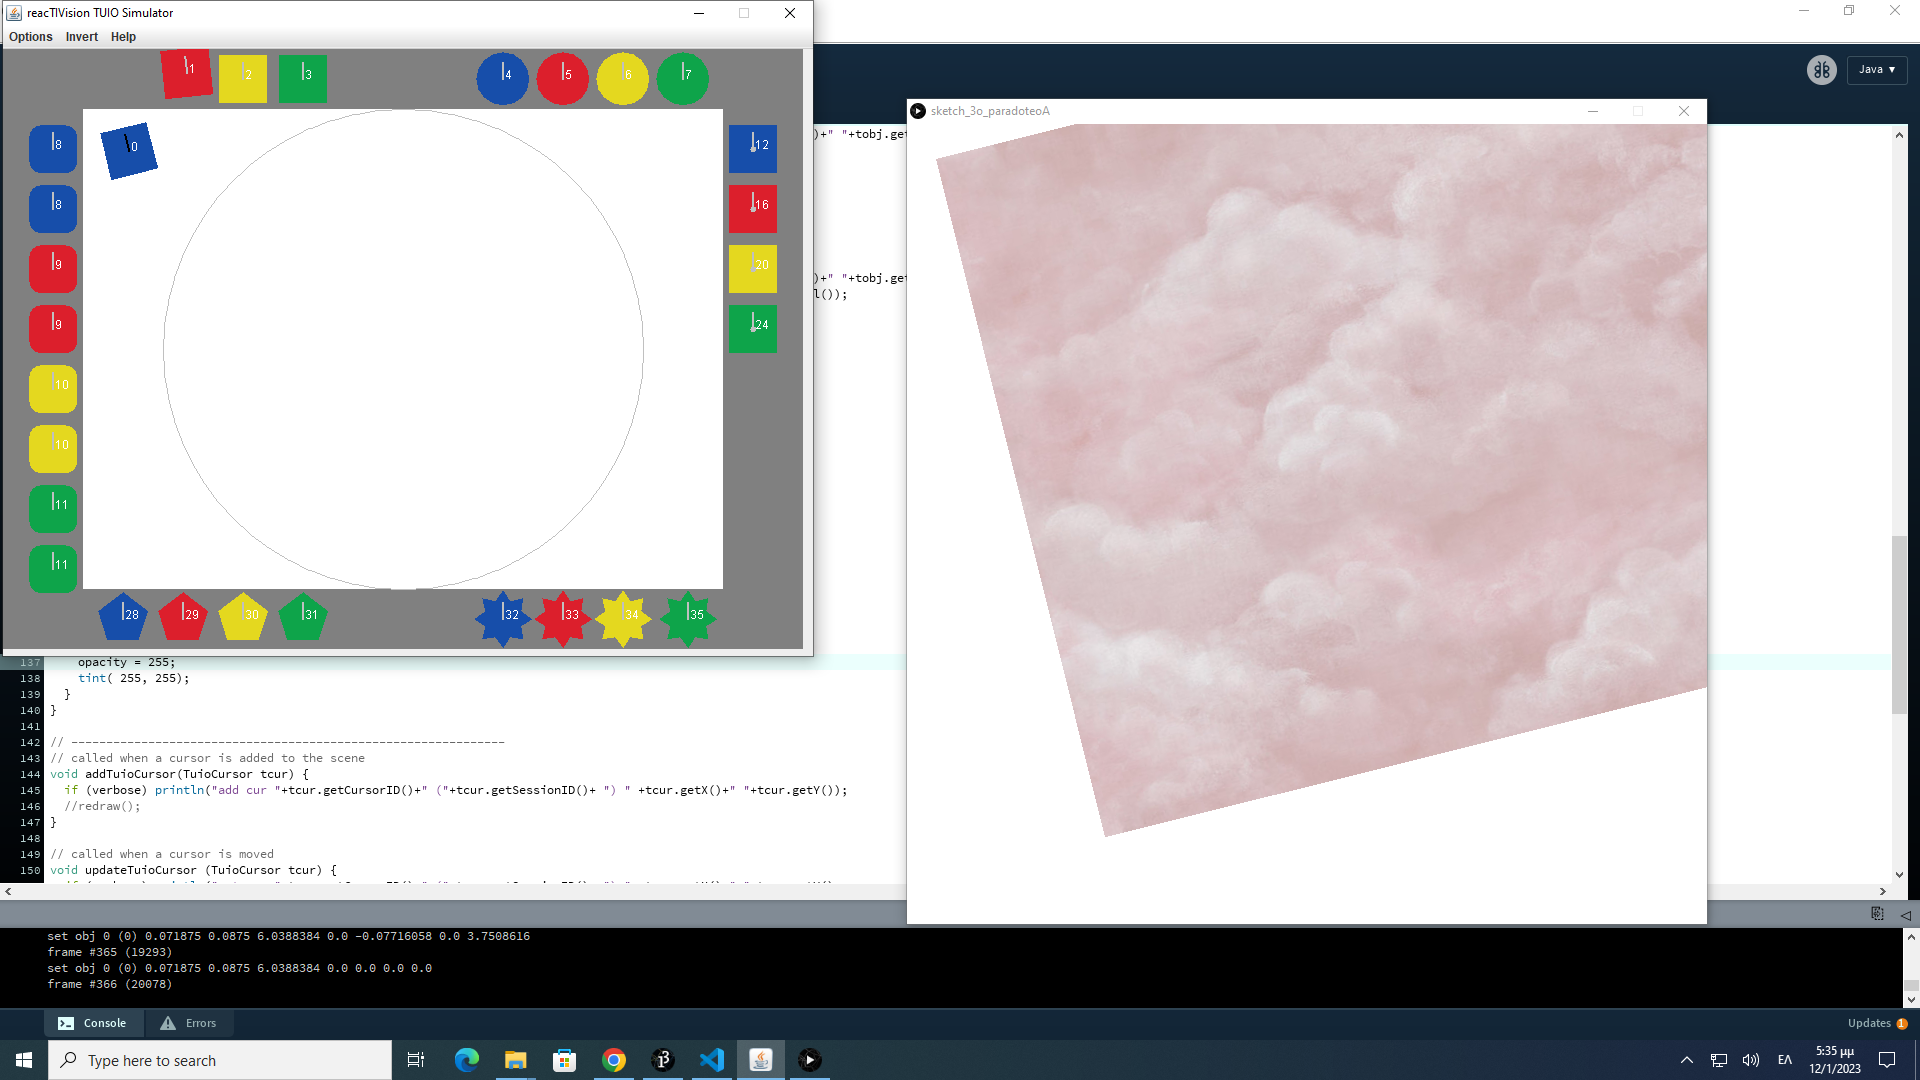 reacTIVision TUIO Simulator
Options Invert Help
1 2 3 4 5 6 7
8 0 12
8 16
9 20
9 24
10
10
11
11
28 29 30 31 32 33 34 35
Java ▾
sketch_3o_paradoteoA
)+" "+tobj.get
)+" "+tobj.get
l());
137 opacity = 255;
138 tint( 255, 255);
139 }
140 }
141
142 // --------------------------------------------------------------
143 // called when a cursor is added to the scene
144 void addTuioCursor(TuioCursor tcur) {
145 if (verbose) println("add cur "+tcur.getCursorID()+" ("+tcur.getSessionID()+ ") " +tcur.getX()+" "+tcur.getY());
146 //redraw();
147 }
148
149 // called when a cursor is moved
150 void updateTuioCursor (TuioCursor tcur) {
set obj 0 (0) 0.071875 0.0875 6.0388384 0.0 -0.07716058 0.0 3.7508616
frame #365 (19293)
set obj 0 (0) 0.071875 0.0875 6.0388384 0.0 0.0 0.0 0.0
frame #366 (20078)
Console Errors
Updates 1
Type here to search
ΕΛ
5:35 μμ
12/1/2023